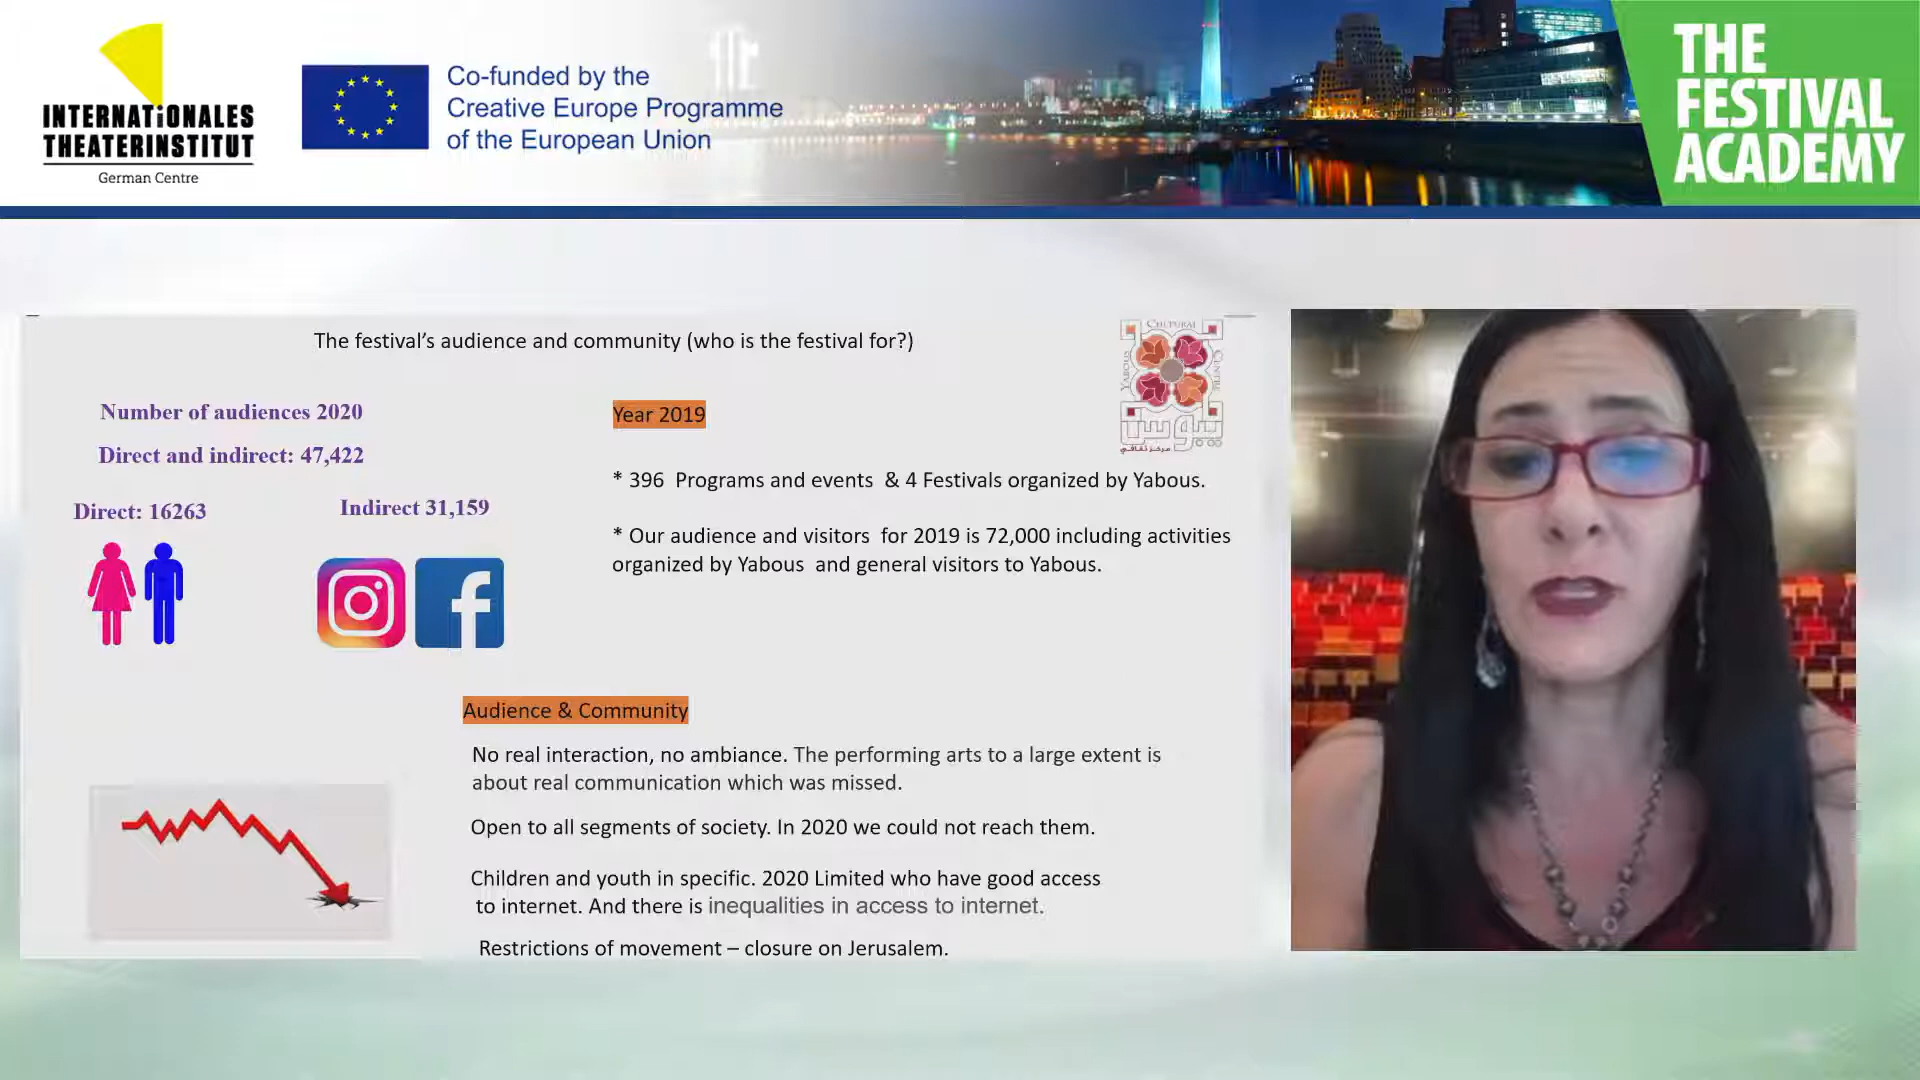 INTERNATiONALES
THEATERINSTITUT
German Centre
Co-funded by the
Creative Europe Programme
of the European Union
THE
FESTIVAL
ACADEMY
The festival's audience and community (who is the festival for?)
CULTURAL
YABOUS
CENTRE
يبوس
مركز ثقافي
Number of audiences 2020
Direct and indirect: 47,422
Direct: 16263
Indirect 31,159
Year 2019
* 396 Programs and events & 4 Festivals organized by Yabous.
* Our audience and visitors for 2019 is 72,000 including activities
organized by Yabous and general visitors to Yabous.
Audience & Community
No real interaction, no ambiance. The performing arts to a large extent is
about real communication which was missed.
Open to all segments of society. In 2020 we could not reach them.
Children and youth in specific. 2020 Limited who have good access
to internet. And there is inequalities in access to internet.
Restrictions of movement – closure on Jerusalem.